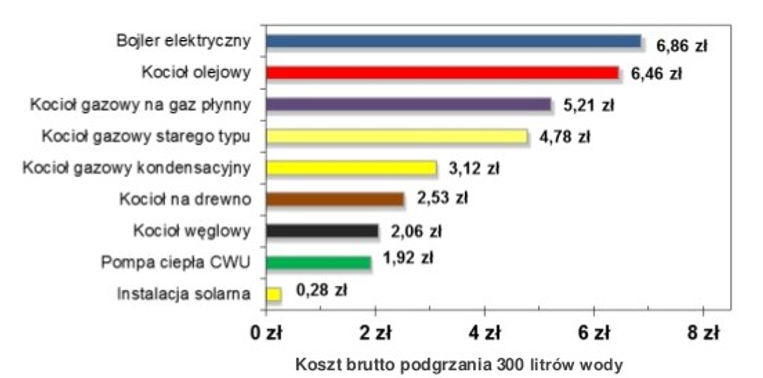 Bojler elektryczny 6,86 zł
Kocioł olejowy 6,46 zł
Kocioł gazowy na gaz płynny 5,21 zł
Kocioł gazowy starego typu 4,78 zł
Kocioł gazowy kondensacyjny 3,12 zł
Kocioł na drewno 2,53 zł
Kocioł węglowy 2,06 zł
Pompa ciepła CWU 1,92 zł
Instalacja solarna 0,28 zł
0 zł 2 zł 4 zł 6 zł 8 zł
Koszt brutto podgrzania 300 litrów wody